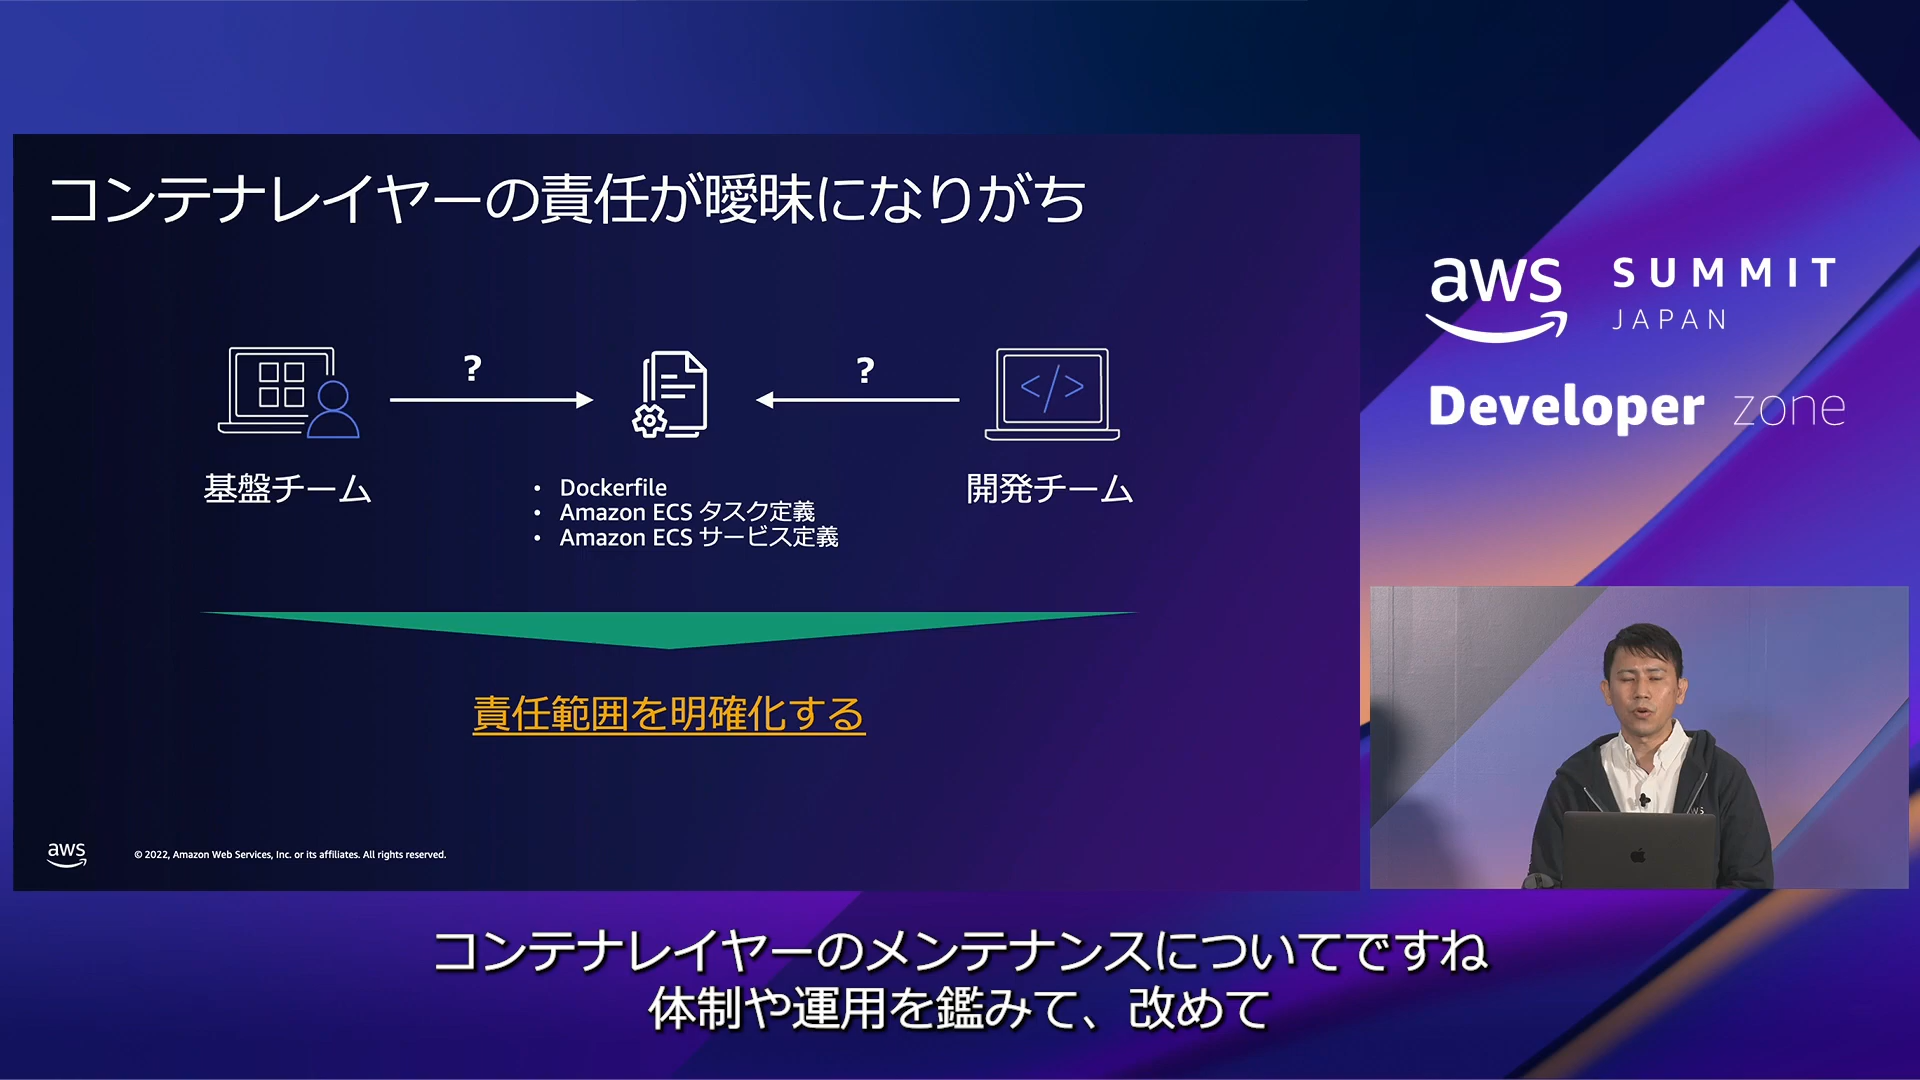 コンテナレイヤーの責任が曖昧になりがち
?
?
基盤チーム
• Dockerfile
• Amazon ECS タスク定義
• Amazon ECS サービス定義
開発チーム
</>
責任範囲を明確化する
aws
© 2022, Amazon Web Services, Inc. or its affiliates. All rights reserved.
aws SUMMIT
JAPAN
Developer zone
コンテナレイヤーのメンテナンスについてですね
体制や運用を鑑みて、改めて